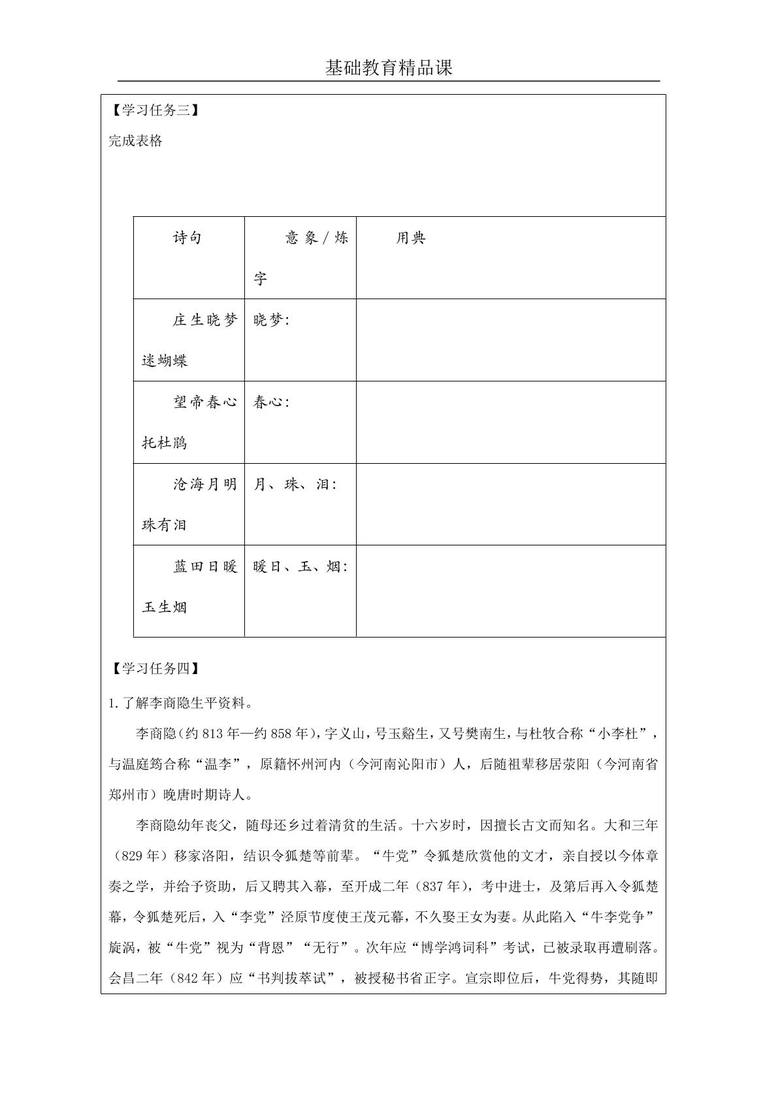 基础教育精品课
【学习任务三】
完成表格
诗句 意象/炼 用典
字
庄生晓梦 晓梦：
迷蝴蝶
望帝春心 春心：
托杜鹃
沧海月明 月、珠、泪：
珠有泪
蓝田日暖 暖日、玉、烟：
玉生烟
【学习任务四】
1.了解李商隐生平资料。
李商隐（约 813 年—约 858 年），字义山，号玉谿生，又号樊南生，与杜牧合称“小李杜”，
与温庭筠合称“温李”，原籍怀州河内（今河南沁阳市）人，后随祖辈移居荥阳（今河南省
郑州市）晚唐时期诗人。
李商隐幼年丧父，随母还乡过着清贫的生活。十六岁时，因擅长古文而知名。大和三年
（829 年）移家洛阳，结识令狐楚等前辈。“牛党”令狐楚欣赏他的文才，亲自授以今体章
奏之学，并给予资助，后又聘其入幕，至开成二年（837 年），考中进士，及第后再入令狐楚
幕，令狐楚死后，入“李党”泾原节度使王茂元幕，不久娶王女为妻。从此陷入“牛李党争”
旋涡，被“牛党”视为“背恩”“无行”。次年应“博学鸿词科”考试，已被录取再遭刷落。
会昌二年（842 年）应“书判拔萃试”，被授秘书省正字。宣宗即位后，牛党得势，其随即